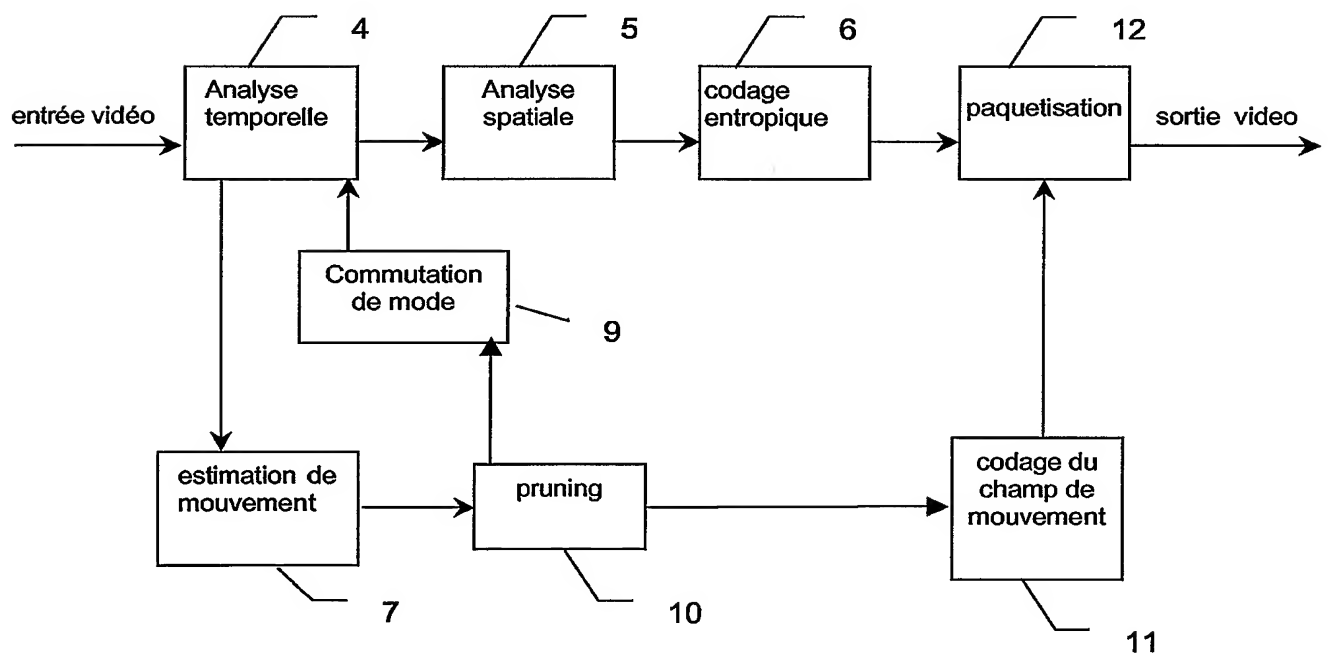 4
5
6
12
entrée vidéo
Analyse
temporelle
Analyse
spatiale
codage
entropique
paquetisation
sortie video
Commutation
de mode
9
estimation de
mouvement
pruning
codage du
champ de
mouvement
7
10
11